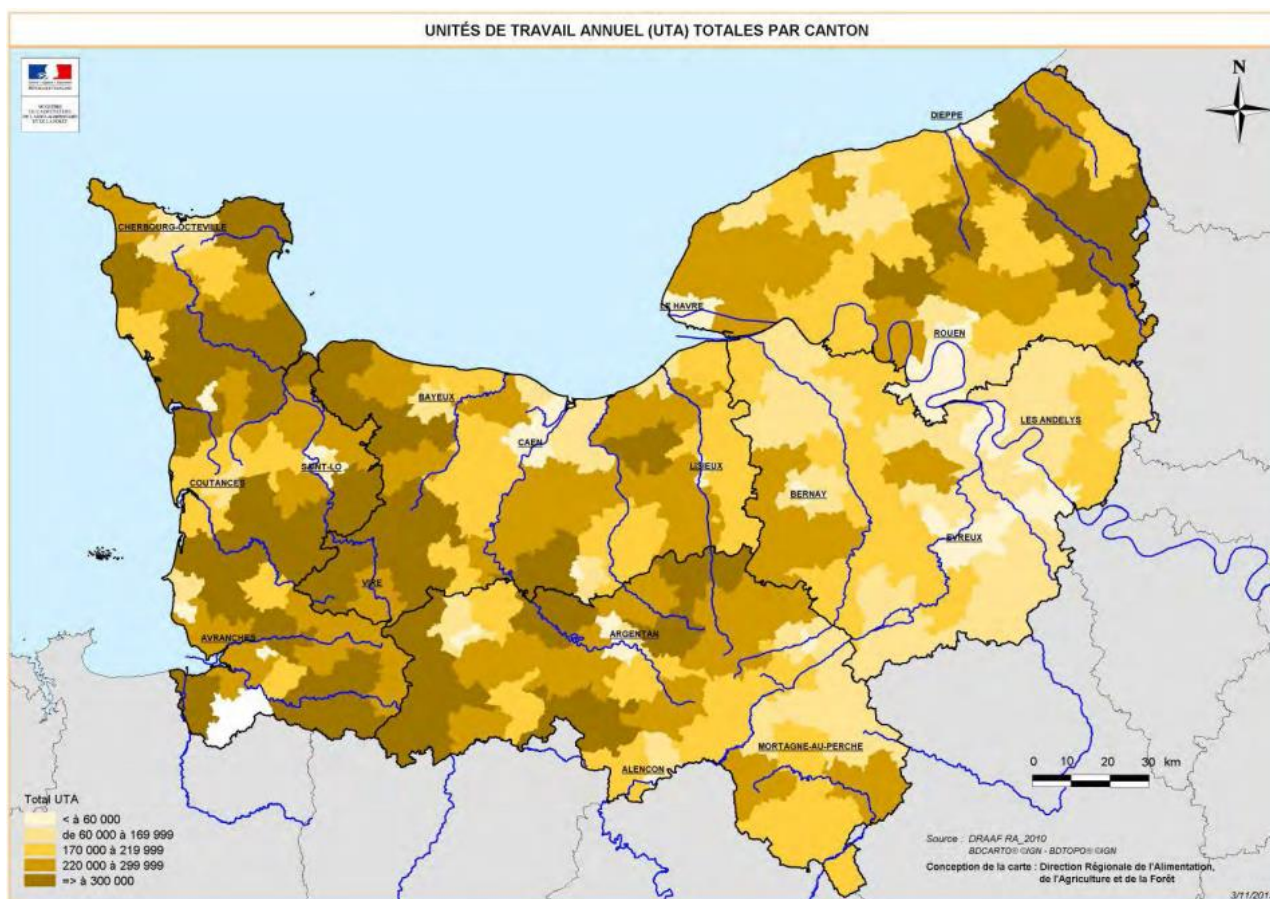 UNITÉS DE TRAVAIL ANNUEL (UTA) TOTALES PAR CANTON
N
DIEPPE
CHERBOURG-OCTEVILLE
LE HAVRE
ROUEN
BAYEUX
LES ANDELYS
CAEN
SAINT-LO
LISIEUX
COUTANCES
BERNAY
EVREUX
VIRE
AVRANCHES
ARGENTAN
MORTAGNE-AU-PERCHE
ALENCON
0 10 20 30 km
Total UTA
< à 60 000
de 60 000 à 169 999
170 000 à 219 999
220 000 à 299 999
=> à 300 000
Source : DRAAF RA_2010
BDCARTO® ©IGN - BDTOPO® ©IGN
Conception de la carte : Direction Régionale de l'Alimentation,
de l'Agriculture et de la Forêt